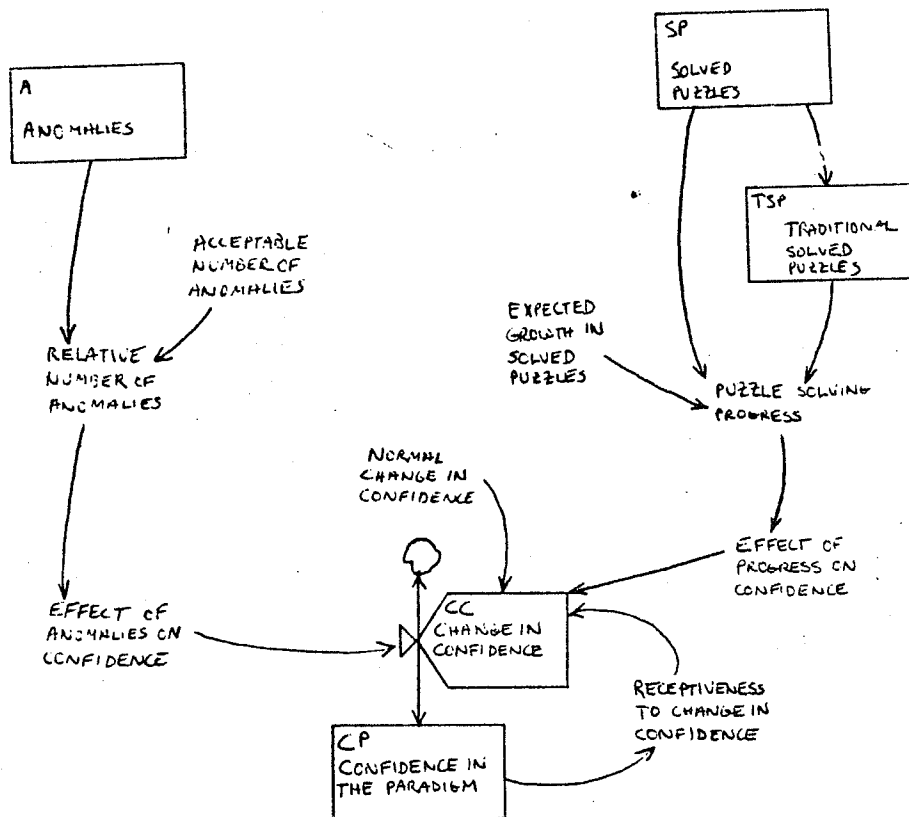 SP
SOLVED
PUZZLES
A
ANOMALIES
TSP
TRADITIONAL
SOLVED
PUZZLES
ACCEPTABLE
NUMBER OF
ANOMALIES
EXPECTED
GROWTH IN
SOLVED
PUZZLES
RELATIVE
NUMBER OF
ANOMALIES
PUZZLE SOLVING
PROGRESS
NORMAL
CHANGE IN
CONFIDENCE
EFFECT OF
PROGRESS ON
CONFIDENCE
EFFECT OF
ANOMALIES ON
CONFIDENCE
CC
CHANGE IN
CONFIDENCE
RECEPTIVENESS
TO CHANGE IN
CONFIDENCE
CP
CONFIDENCE IN
THE PARADIGM